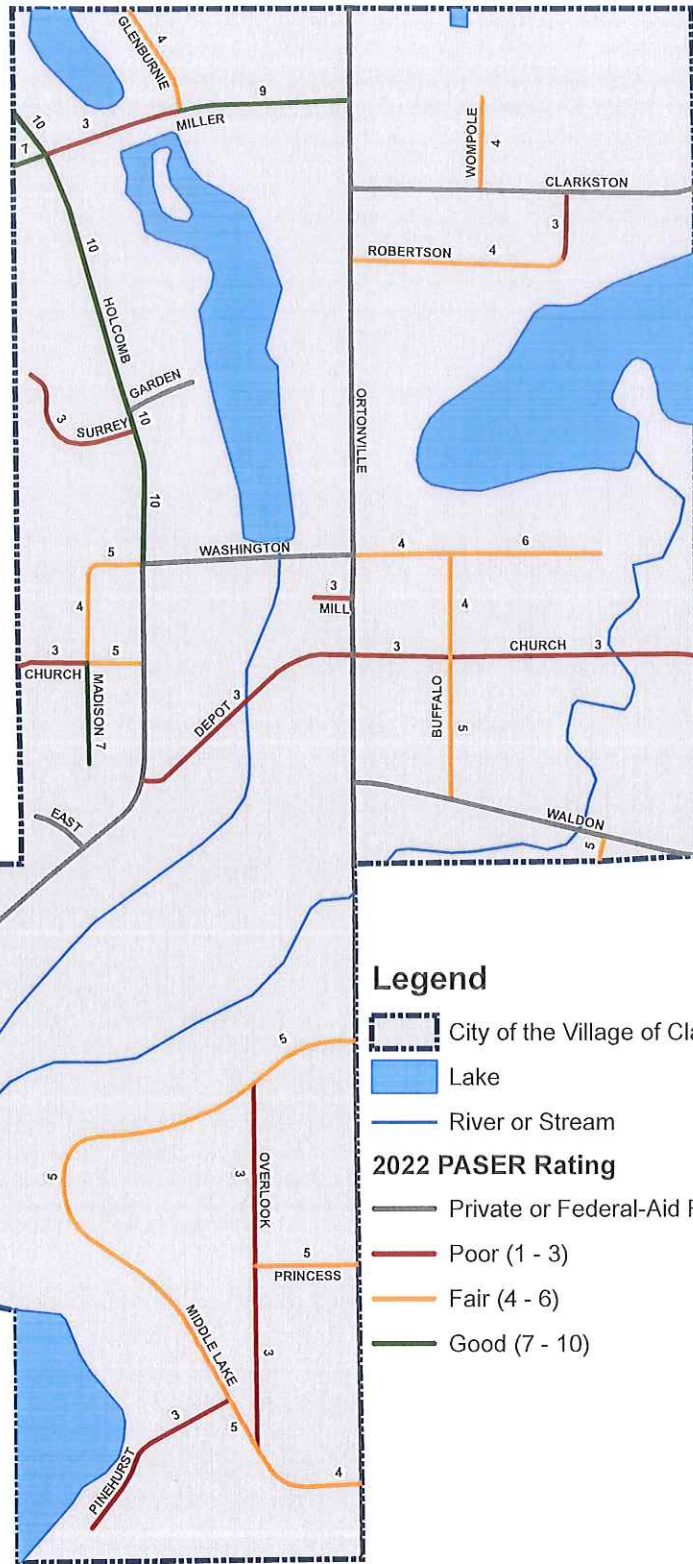 GLENBURNIE
4
9
10
3
MILLER
7
WOMPOLE
4
CLARKSTON
3
ROBERTSON
4
10
HOLCOMB
GARDEN
10
3
SURREY
ORTONVILLE
10
5
WASHINGTON
4
6
4
3
MILL
4
3
5
CHURCH
3
CHURCH
3
MADISON 7
DEPOT 3
BUFFALO
5
EAST
WALDON
5
Legend
City of the Village of Cla
Lake
River or Stream
2022 PASER Rating
Private or Federal-Aid
Poor (1 - 3)
Fair (4 - 6)
Good (7 - 10)
5
5
3
OVERLOOK
5
PRINCESS
MIDDLE LAKE
3
3
5
PINEHURST
4